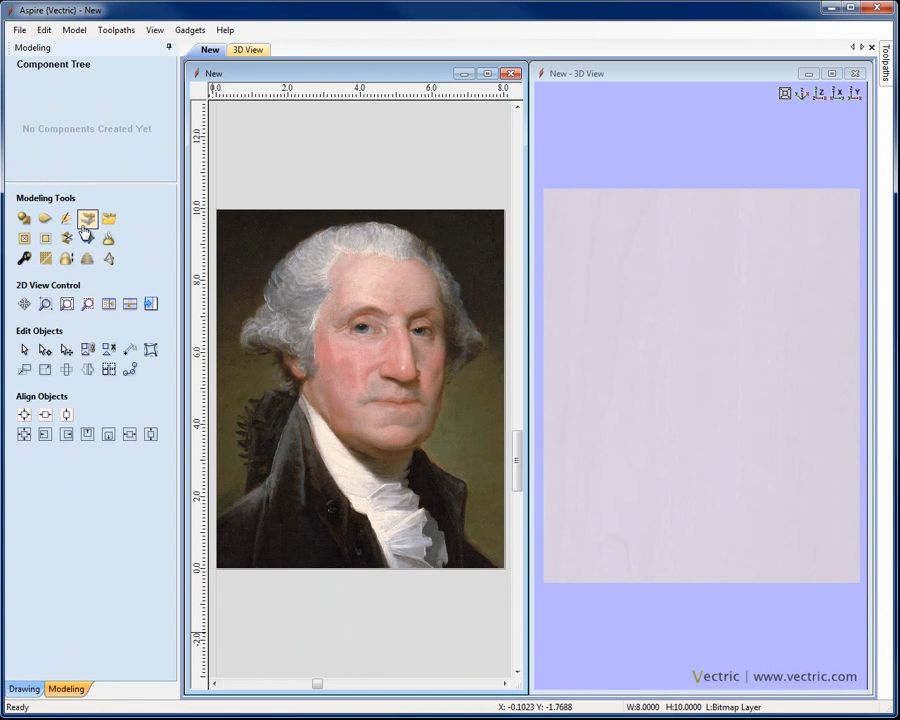 Aspire {Vectric} - New
File Edit Model Toolpaths View Gadgets Help
Modeling
Component Tree
No Components Created Yet
Modeling Tools
2D View Control
Edit Objects
Align Objects
Drawing Modeling
New 3D View
New
0.0 2.0 4.0 6.0 8.0
12.0
10.0
8.0
6.0
4.0
2.0
0.0
-2.0
New - 3D View
Z X Y
Vectric | www.vectric.com
Toolpaths
Ready
X: -0.1023 Y: -1.7688
W:8.0000 H:10.0000 L:Bitmap Layer